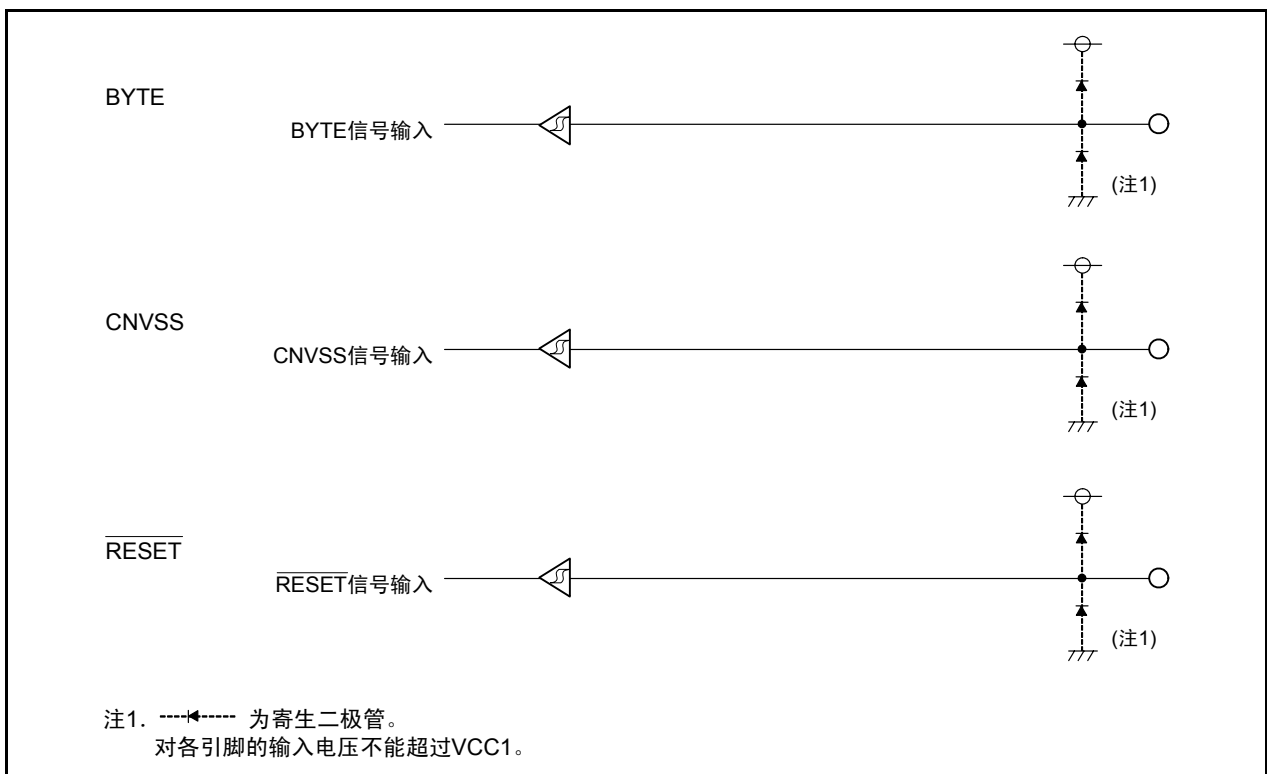 BYTE
BYTE信号输入
(注1)
CNVSS
CNVSS信号输入
(注1)
RESET
RESET信号输入
(注1)
注1. 为寄生二极管。
对各引脚的输入电压不能超过VCC1。